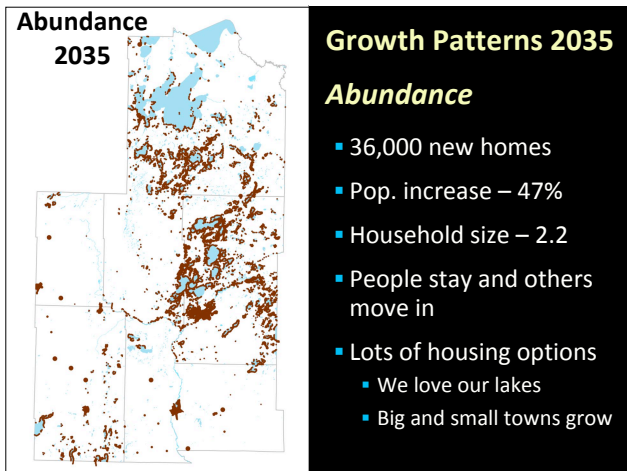 Abundance
2035
Growth Patterns 2035
Abundance
▪ 36,000 new homes
▪ Pop. increase – 47%
▪ Household size – 2.2
▪ People stay and others
move in
▪ Lots of housing options
▪ We love our lakes
▪ Big and small towns grow